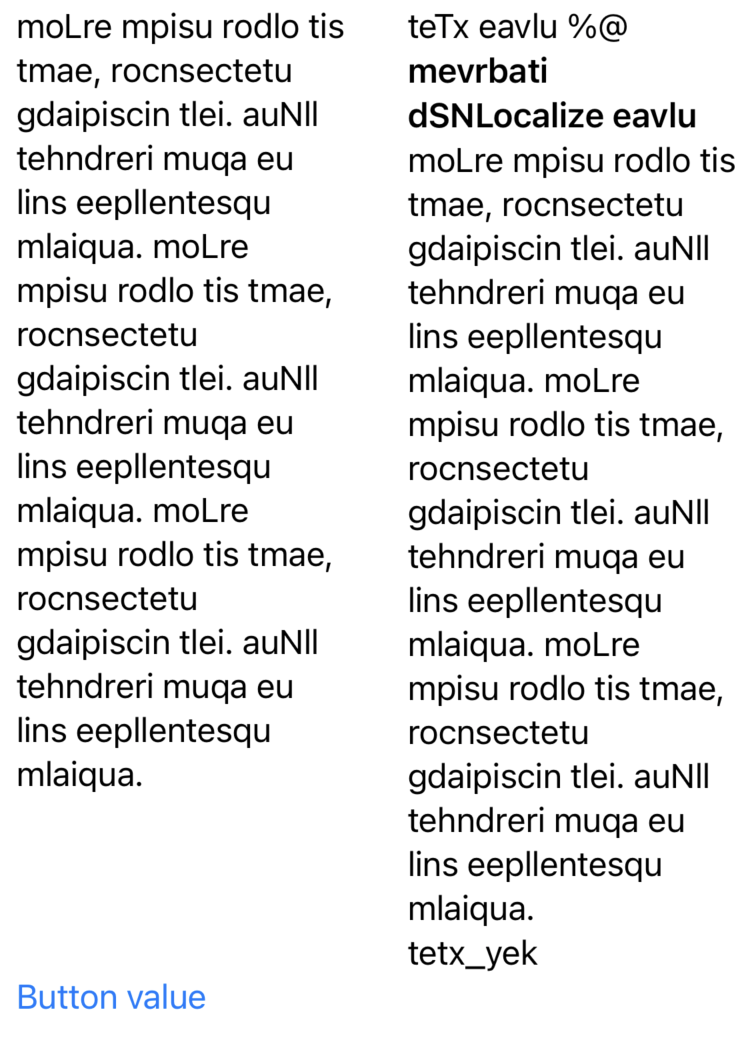 moLre mpisu rodlo tis
tmae, rocnsectetu
gdaipiscin tlei. auNll
tehndreri muqa eu
lins eepllentesqu
mlaiqua. moLre
mpisu rodlo tis tmae,
rocnsectetu
gdaipiscin tlei. auNll
tehndreri muqa eu
lins eepllentesqu
mlaiqua. moLre
mpisu rodlo tis tmae,
rocnsectetu
gdaipiscin tlei. auNll
tehndreri muqa eu
lins eepllentesqu
mlaiqua.
Button value
teTx eavlu %@
mevrbati
dSNLocalize eavlu
moLre mpisu rodlo tis
tmae, rocnsectetu
gdaipiscin tlei. auNll
tehndreri muqa eu
lins eepllentesqu
mlaiqua. moLre
mpisu rodlo tis tmae,
rocnsectetu
gdaipiscin tlei. auNll
tehndreri muqa eu
lins eepllentesqu
mlaiqua. moLre
mpisu rodlo tis tmae,
rocnsectetu
gdaipiscin tlei. auNll
tehndreri muqa eu
lins eepllentesqu
mlaiqua.
tetx_yek